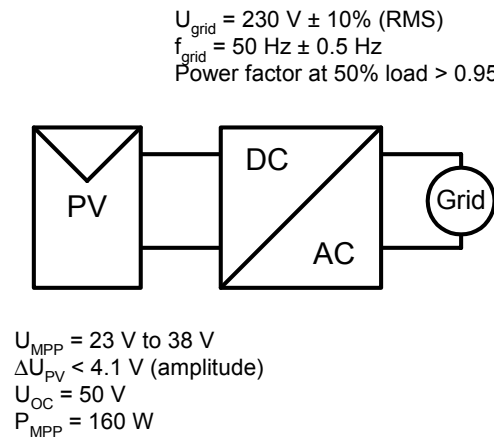 U_grid = 230 V ± 10% (RMS)
f_grid = 50 Hz ± 0.5 Hz
Power factor at 50% load > 0.95
DC
PV
Grid
AC
U_MPP = 23 V to 38 V
ΔU_PV < 4.1 V (amplitude)
U_OC = 50 V
P_MPP = 160 W